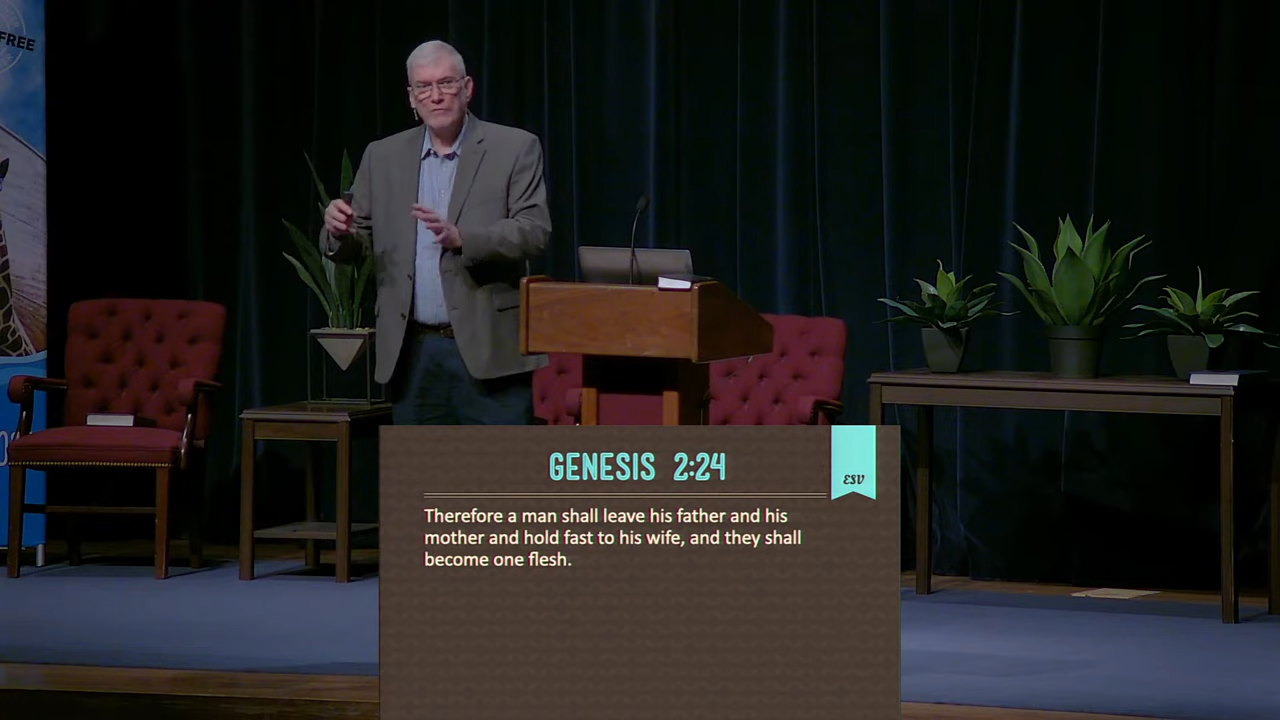 FREE
GENESIS 2:24
ESV
Therefore a man shall leave his father and his
mother and hold fast to his wife, and they shall
become one flesh.